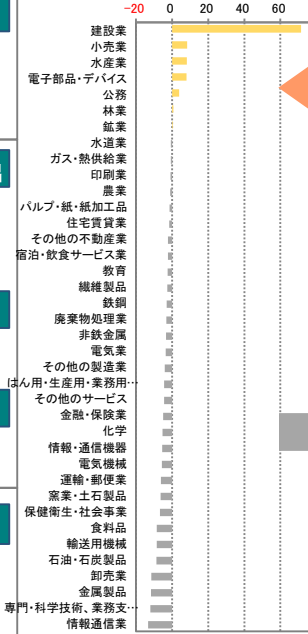 -20 0 20 40 60
建設業
小売業
水産業
電子部品・デバイス
公務
林業
鉱業
水道業
ガス・熱供給業
印刷業
農業
パルプ・紙・紙加工品
住宅賃貸業
その他の不動産業
宿泊・飲食サービス業
教育
繊維製品
鉄鋼
廃棄物処理業
非鉄金属
電気業
その他の製造業
はん用・生産用・業務用…
その他のサービス
金融・保険業
化学
情報・通信機器
電気機械
運輸・郵便業
窯業・土石製品
保健衛生・社会事業
食料品
輸送用機械
石油・石炭製品
卸売業
金属製品
専門・科学技術、業務支…
情報通信業